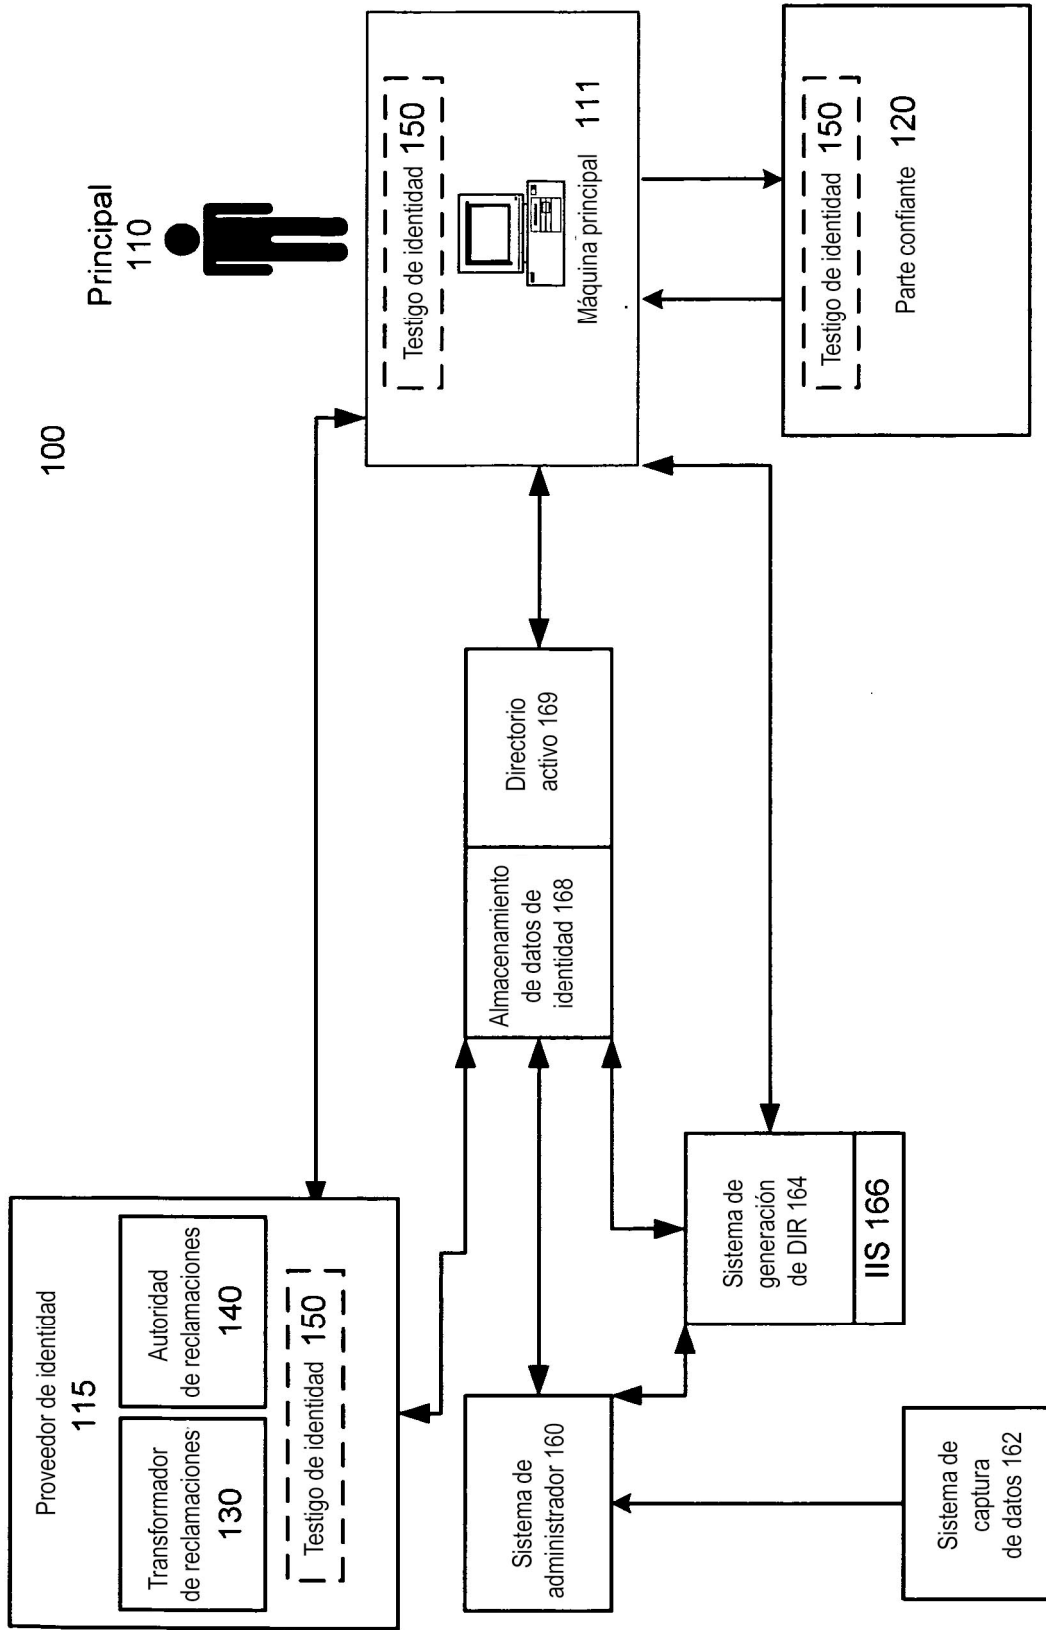 100
Principal
110
Proveedor de identidad
115
Transformador
de reclamaciones
130
Autoridad
de reclamaciones
140
Testigo de identidad 150
Testigo de identidad 150
Máquina principal 111
Sistema de
administrador 160
Almacenamiento
de datos de
identidad 168
Directorio
activo 169
Sistema de
generación
de DIR 164
IIS 166
Testigo de identidad 150
Parte confiante 120
Sistema de
captura
de datos 162